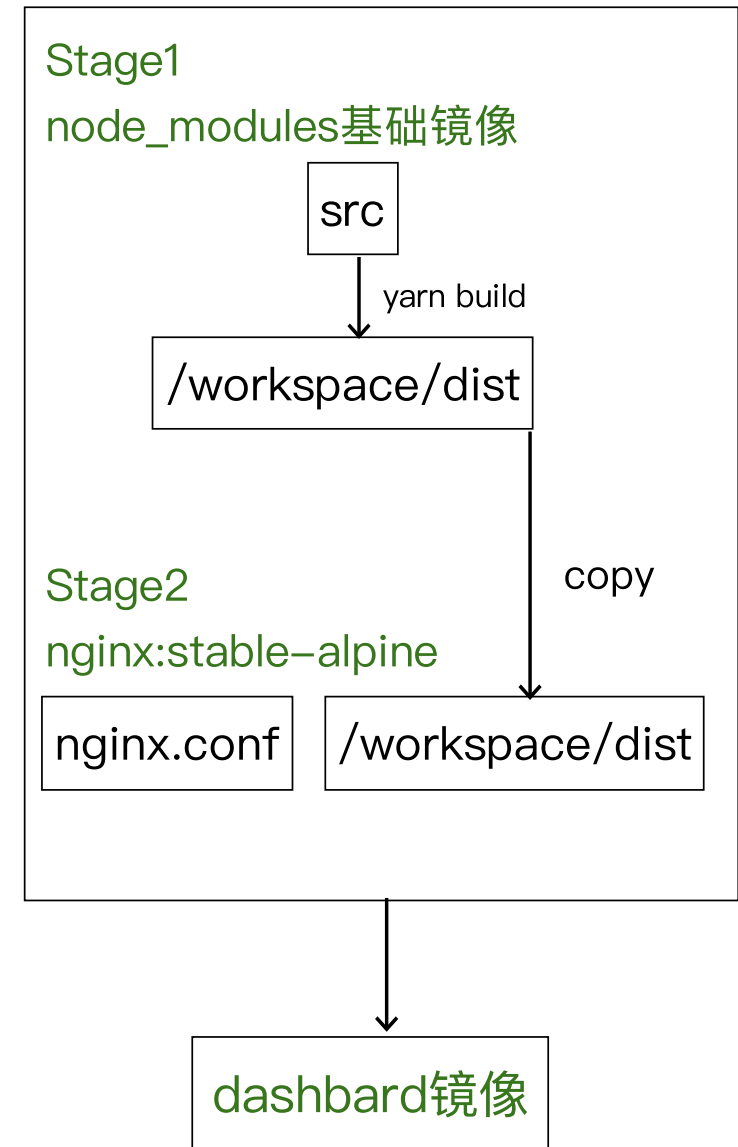 Stage1
node_modules基础镜像
src
yarn build
/workspace/dist
copy
Stage2
nginx:stable-alpine
nginx.conf
/workspace/dist
dashbard镜像